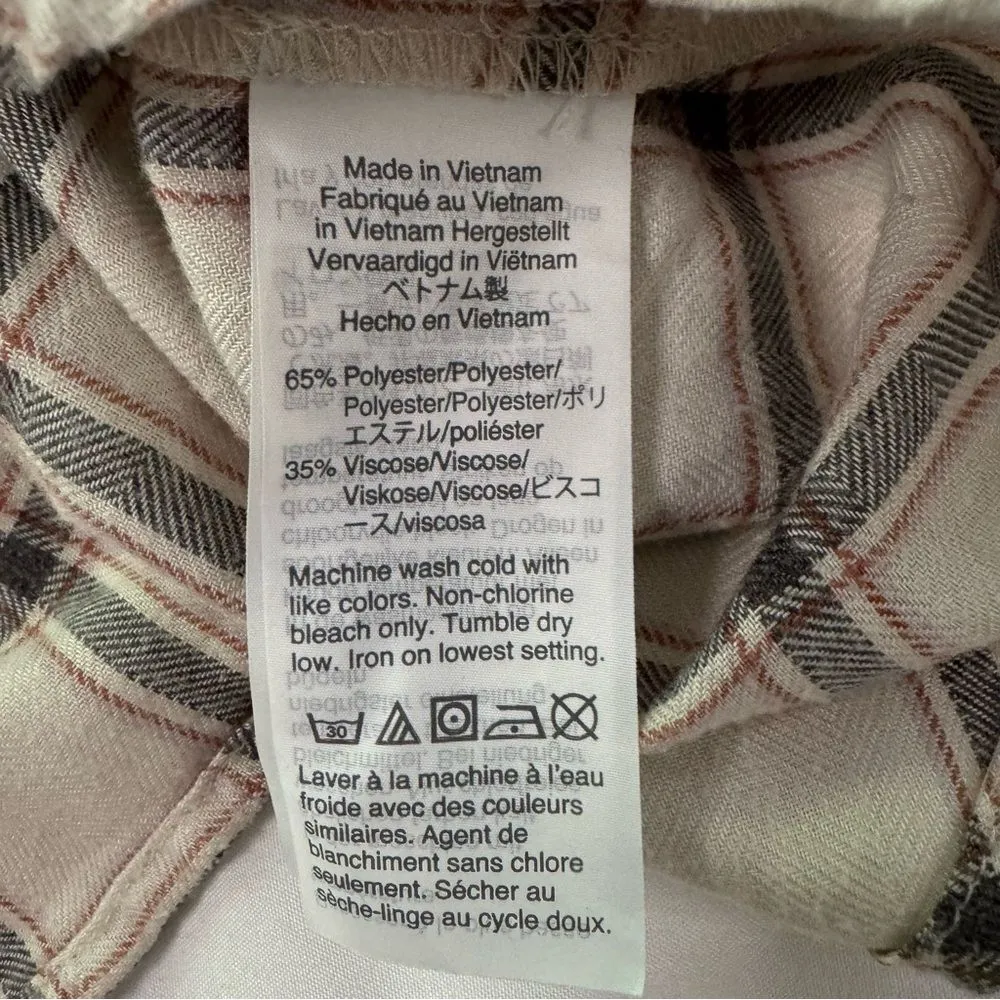 Made in Vietnam
Fabriqué au Vietnam
in Vietnam Hergestellt
Vervaardigd in Viëtnam
ベトナム製
Hecho en Vietnam
65% Polyester/Polyester/
Polyester/Polyester/ポリ
エステル/poliéster
35% Viscose/Viscose/
Viskose/Viscose/ビスコ
ース/viscosa
Machine wash cold with
like colors. Non-chlorine
bleach only. Tumble dry
low. Iron on lowest setting.
30
Laver à la machine à l'eau
froide avec des couleurs
similaires. Agent de
blanchiment sans chlore
seulement. Sécher au
sèche-linge au cycle doux.